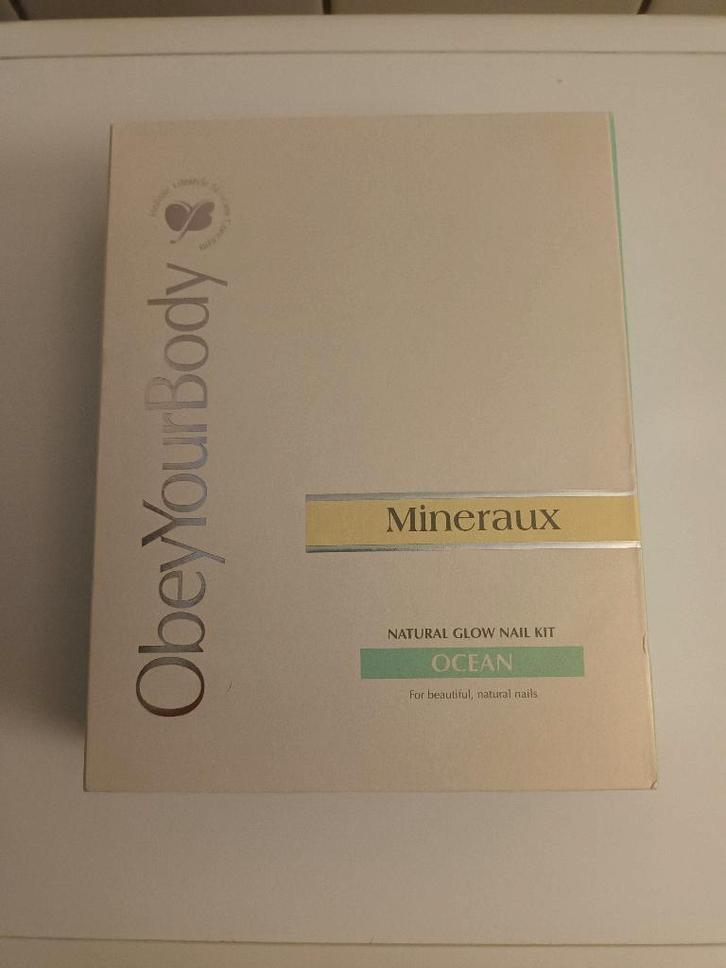 ObeyYourBody
Mineraux
NATURAL GLOW NAIL KIT
OCEAN
For beautiful, natural nails